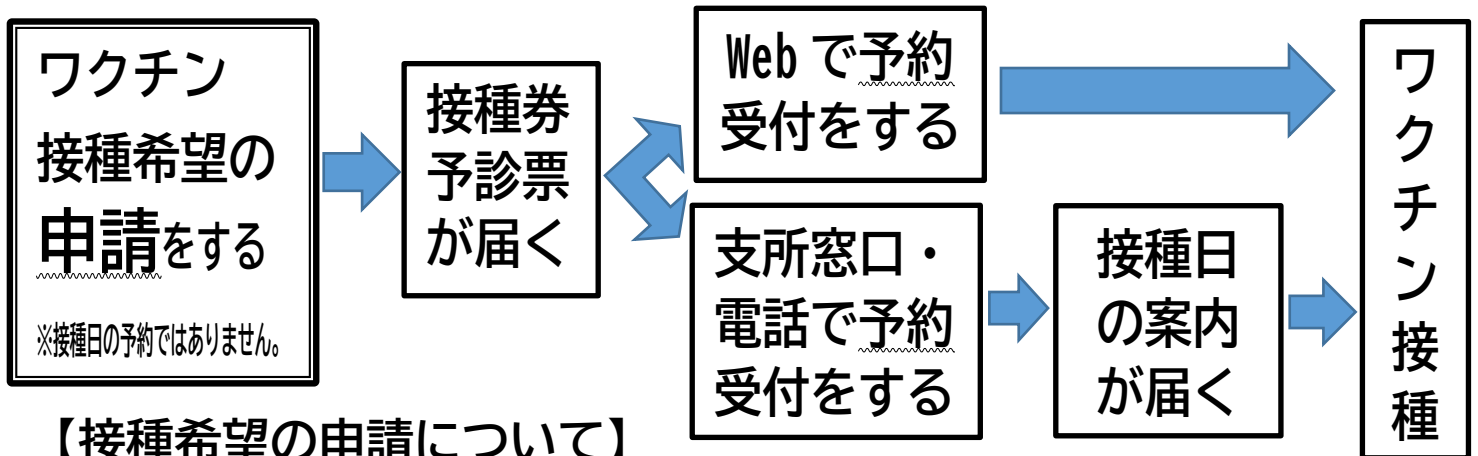 ワクチン
接種希望の
申請をする
※接種日の予約ではありません。
接種券
予診票
が届く
Web で予約
受付をする
支所窓口・
電話で予約
受付をする
接種日
の案内
が届く
ワクチン接種
【接種希望の申請について】